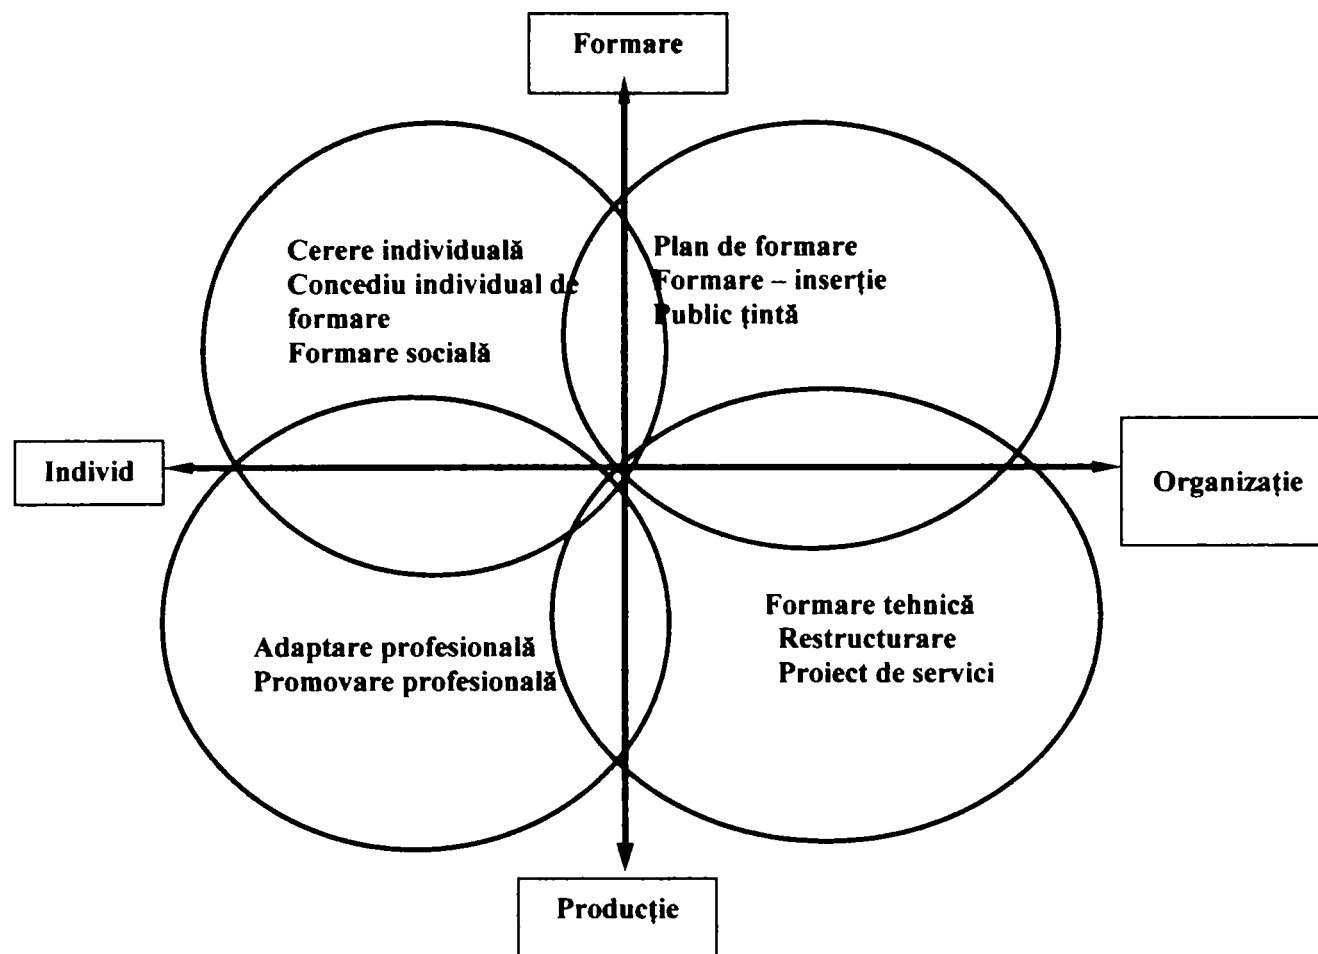 Formare
Cerere individuală
Concediu individual de
formare
Formare socială
Plan de formare
Formare – inserție
Public țintă
Individ
Organizație
Adaptare profesională
Promovare profesională
Formare tehnică
Restructurare
Proiect de servici
Producție